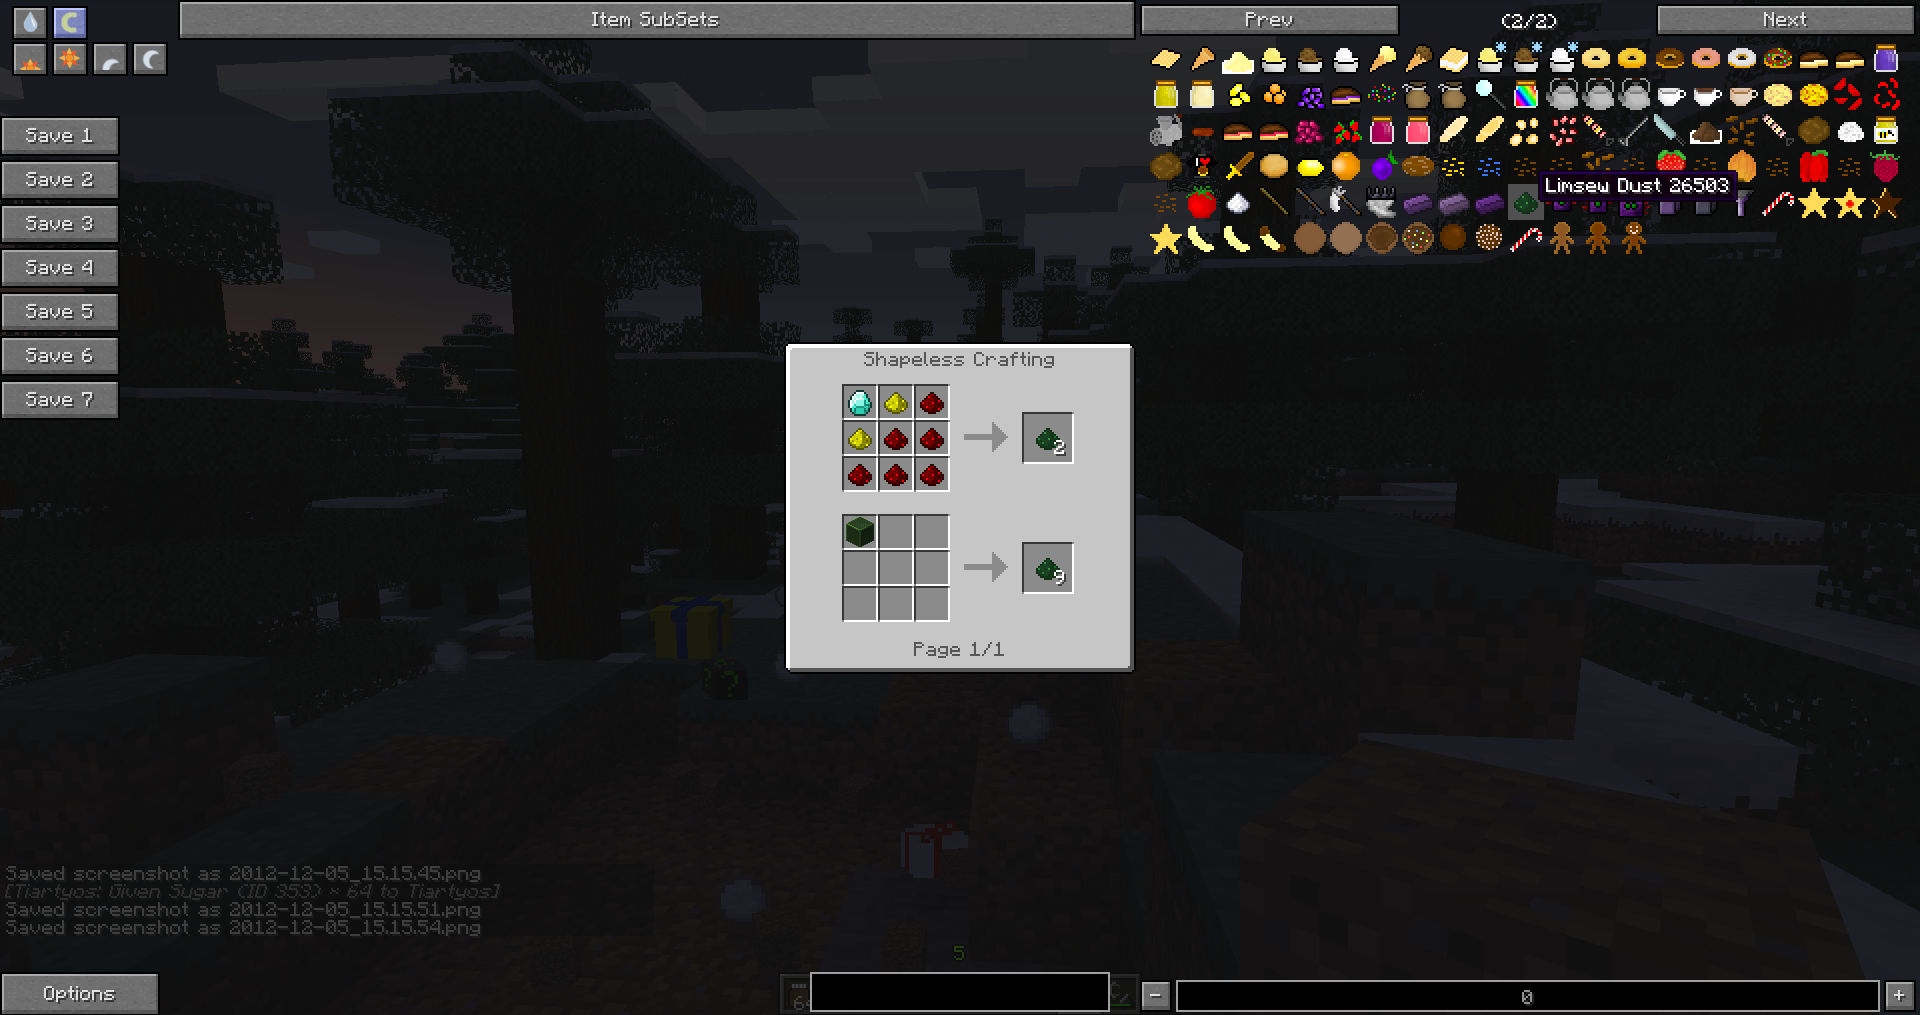 Item SubSets
Prev
(2/2)
Next
Save 1
Save 2
Save 3
Save 4
Save 5
Save 6
Save 7
Limsew Dust 26503
Shapeless Crafting
2
9
Page 1/1
Saved screenshot as 2012-12-05_15.15.45.png
[Tiartyos: Given Sugar (ID 353) * 64 to Tiartyos]
Saved screenshot as 2012-12-05_15.15.51.png
Saved screenshot as 2012-12-05_15.15.54.png
5
Options
64
-
0
+